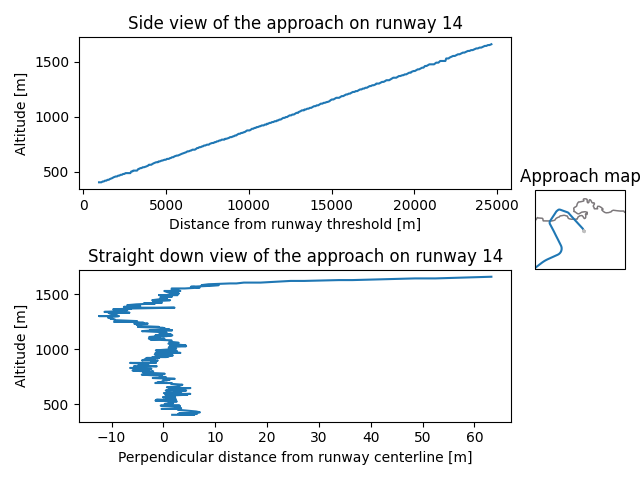 Side view of the approach on runway 14
Altitude [m]
1500
1000
500
0
5000
10000
15000
20000
25000
Distance from runway threshold [m]
Approach map
Straight down view of the approach on runway 14
Altitude [m]
1500
1000
500
−10
0
10
20
30
40
50
60
Perpendicular distance from runway centerline [m]